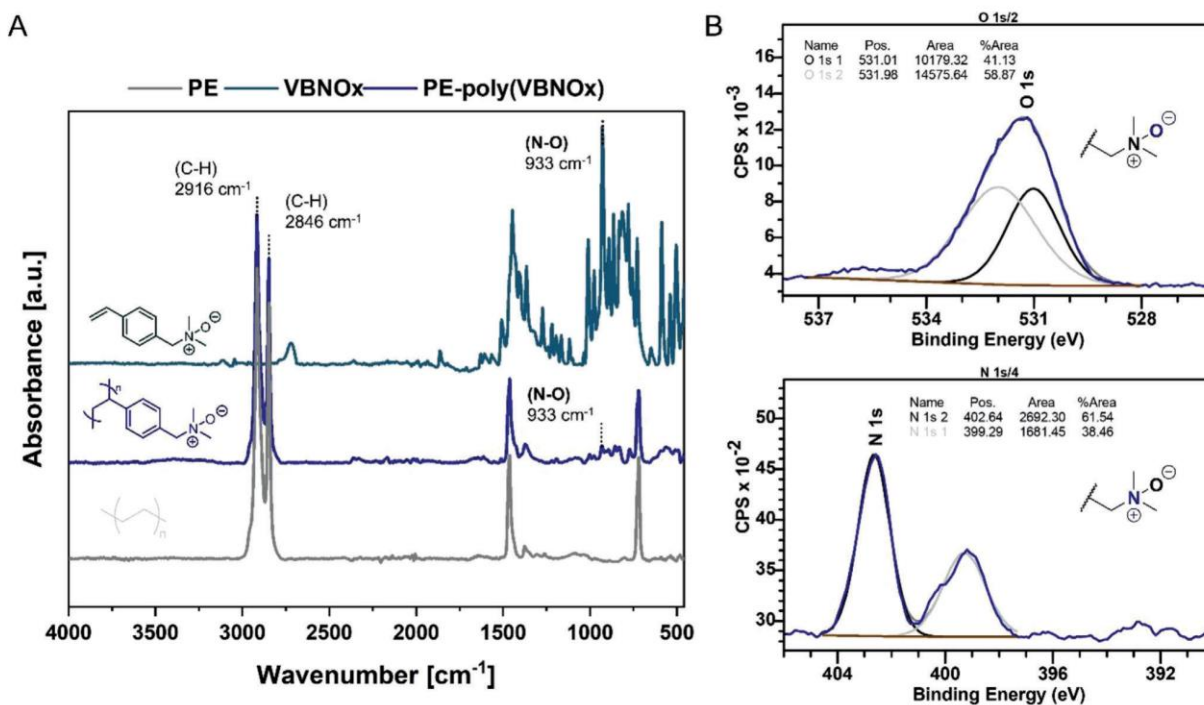 A
PE VBNOx PE-poly(VBNOx)
(C-H)
2916 cm-1
(C-H)
2846 cm-1
(N-O)
933 cm-1
N O
+ −
n
N O
+ −
(N-O)
933 cm-1
n
Absorbance [a.u.]
4000 3500 3000 2500 2000 1500 1000 500
Wavenumber [cm-1]
B
O 1s/2
Name Pos. Area %Area
O 1s 1 531.01 10179.32 41.13
O 1s 2 531.98 14575.64 58.87
O 1s
N O
+ −
CPS x 10-3
16
12
8
4
537 534 531 528
Binding Energy (eV)
N 1s/4
Name Pos. Area %Area
N 1s 2 402.64 2692.30 61.54
N 1s 1 399.29 1681.45 38.46
N 1s
N O
+ −
CPS x 10-2
50
45
40
35
30
404 400 396 392
Binding Energy (eV)